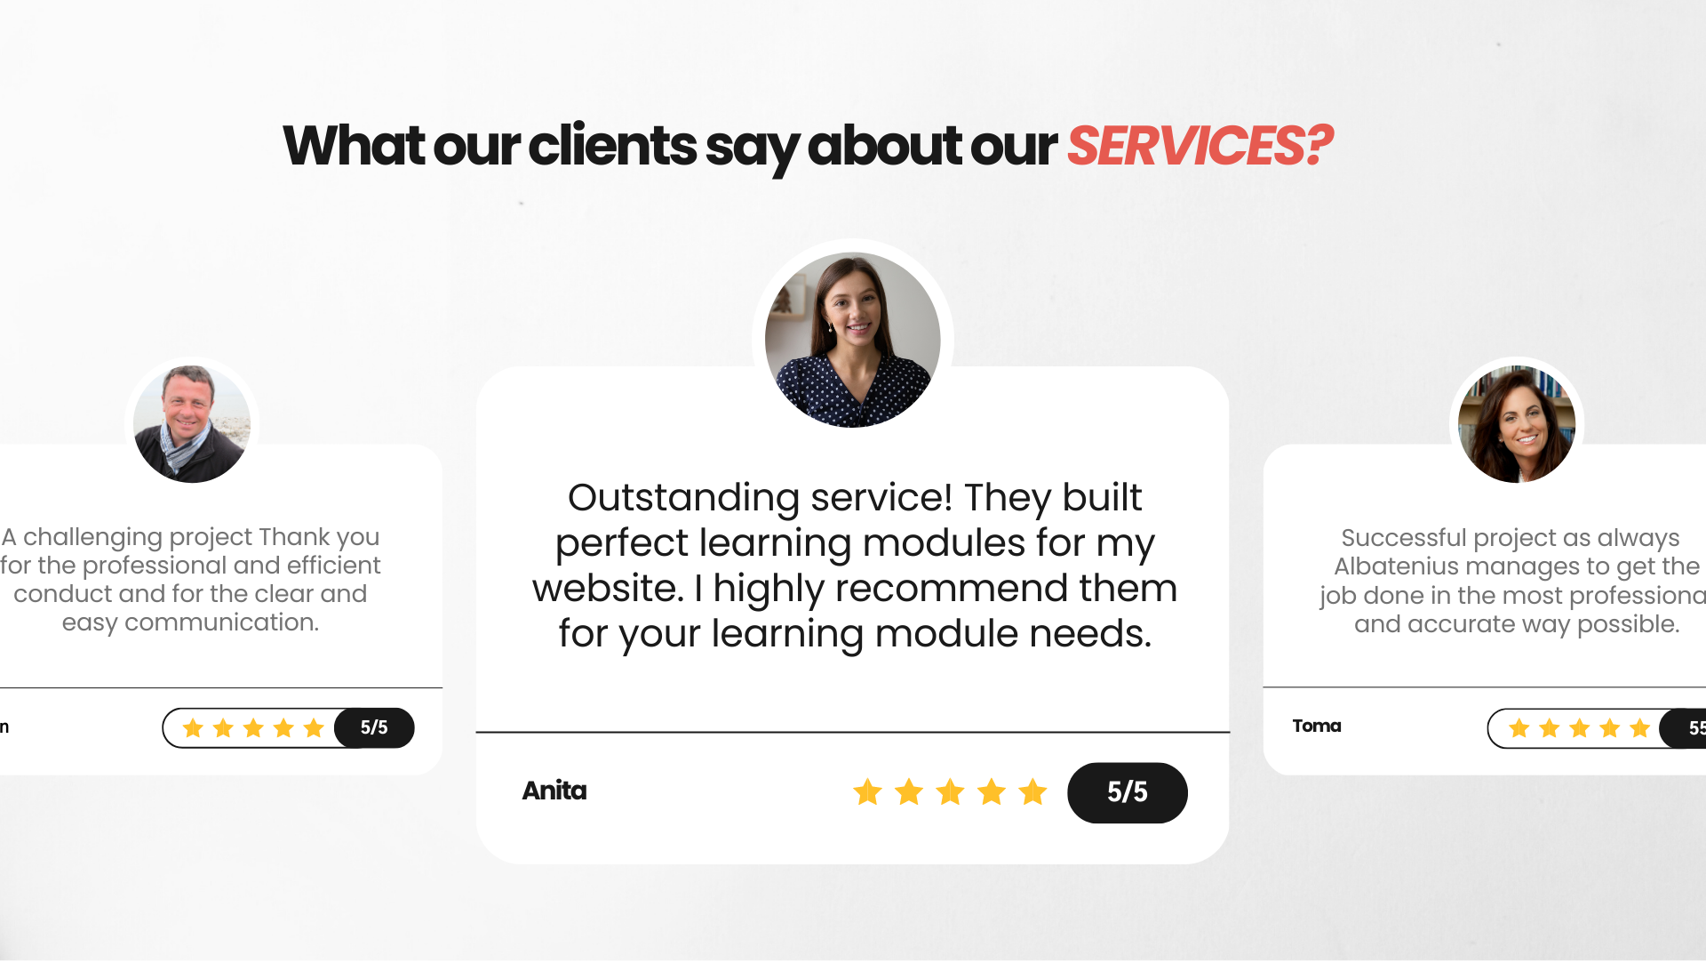 What our clients say about our SERVICES?
A challenging project Thank you
for the professional and efficient
conduct and for the clear and
easy communication.
n
5/5
Outstanding service! They built
perfect learning modules for my
website. I highly recommend them
for your learning module needs.
Anita
5/5
Successful project as always
Albatenius manages to get the
job done in the most professiona
and accurate way possible.
Toma
55